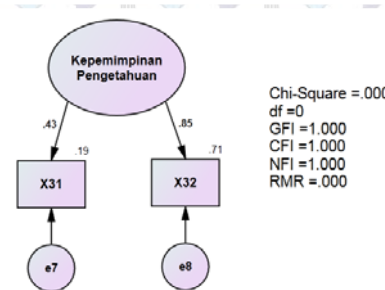 Kepemimpinan
Pengetahuan
.43
.85
.19
.71
X31
X32
e7
e8
Chi-Square =.000
df =0
GFI =1.000
CFI =1.000
NFI =1.000
RMR =.000